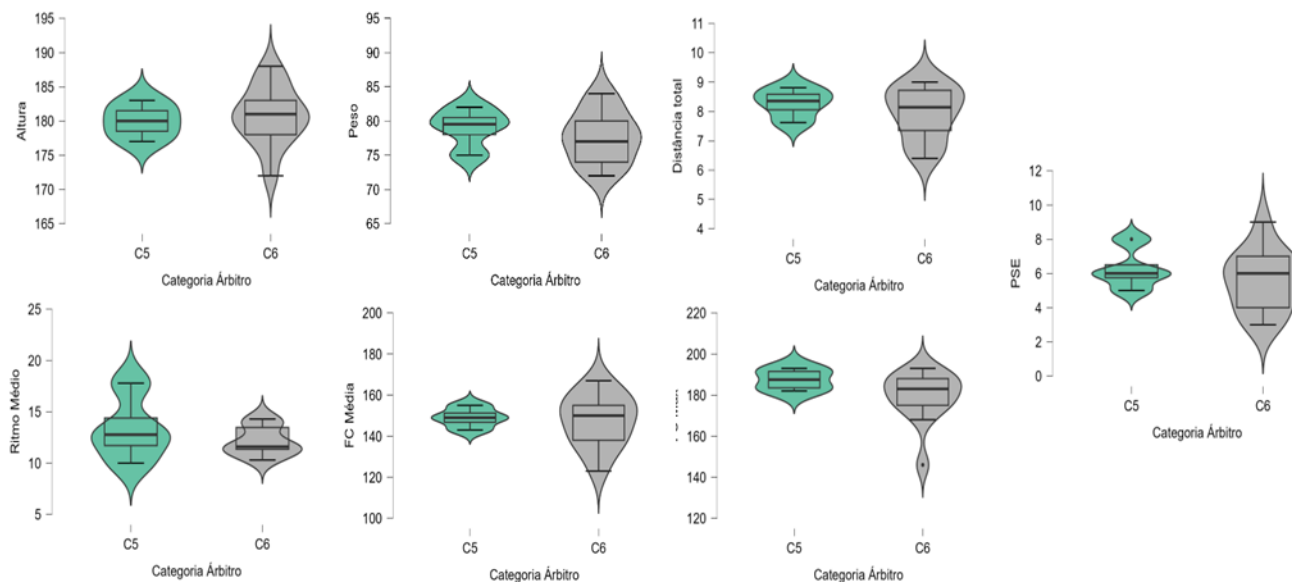 Altura
195
190
185
180
175
170
165
C5
C6
Categoria Árbitro
Peso
95
90
85
80
75
70
65
C5
C6
Categoria Árbitro
Distância total
11
10
9
8
7
6
5
4
C5
C6
Categoria Árbitro
PSE
12
10
8
6
4
2
0
C5
C6
Categoria Árbitro
Ritmo Médio
25
20
15
10
5
C5
C6
Categoria Árbitro
FC Média
200
180
160
140
120
100
C5
C6
Categoria Árbitro
220
200
180
160
140
120
C5
C6
Categoria Árbitro